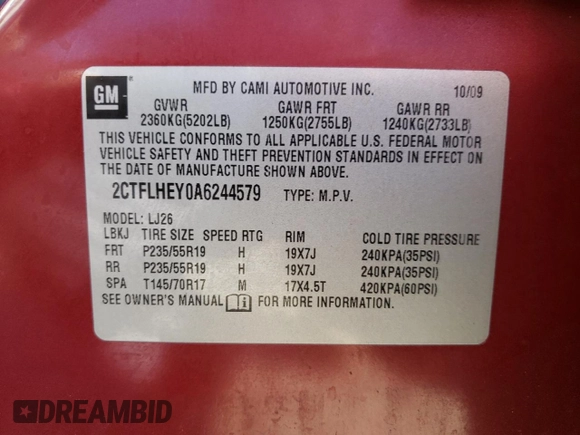 GM
MFD BY CAMI AUTOMOTIVE INC. 10/09
GVWR GAWR FRT GAWR RR
2360KG(5202LB) 1250KG(2755LB) 1240KG(2733LB)
THIS VEHICLE CONFORMS TO ALL APPLICABLE U.S. FEDERAL MOTOR
VEHICLE SAFETY AND THEFT PREVENTION STANDARDS IN EFFECT ON
THE DATE OF MANUFACTURE SHOWN ABOVE.
2CTFLHEY0A6244579 TYPE: M.P.V.
MODEL: LJ26
LBKJ TIRE SIZE SPEED RTG RIM COLD TIRE PRESSURE
FRT P235/55R19 H 19X7J 240KPA(35PSI)
RR P235/55R19 H 19X7J 240KPA(35PSI)
SPA T145/70R17 M 17X4.5T 420KPA(60PSI)
SEE OWNER'S MANUAL FOR MORE INFORMATION.
DREAMBID